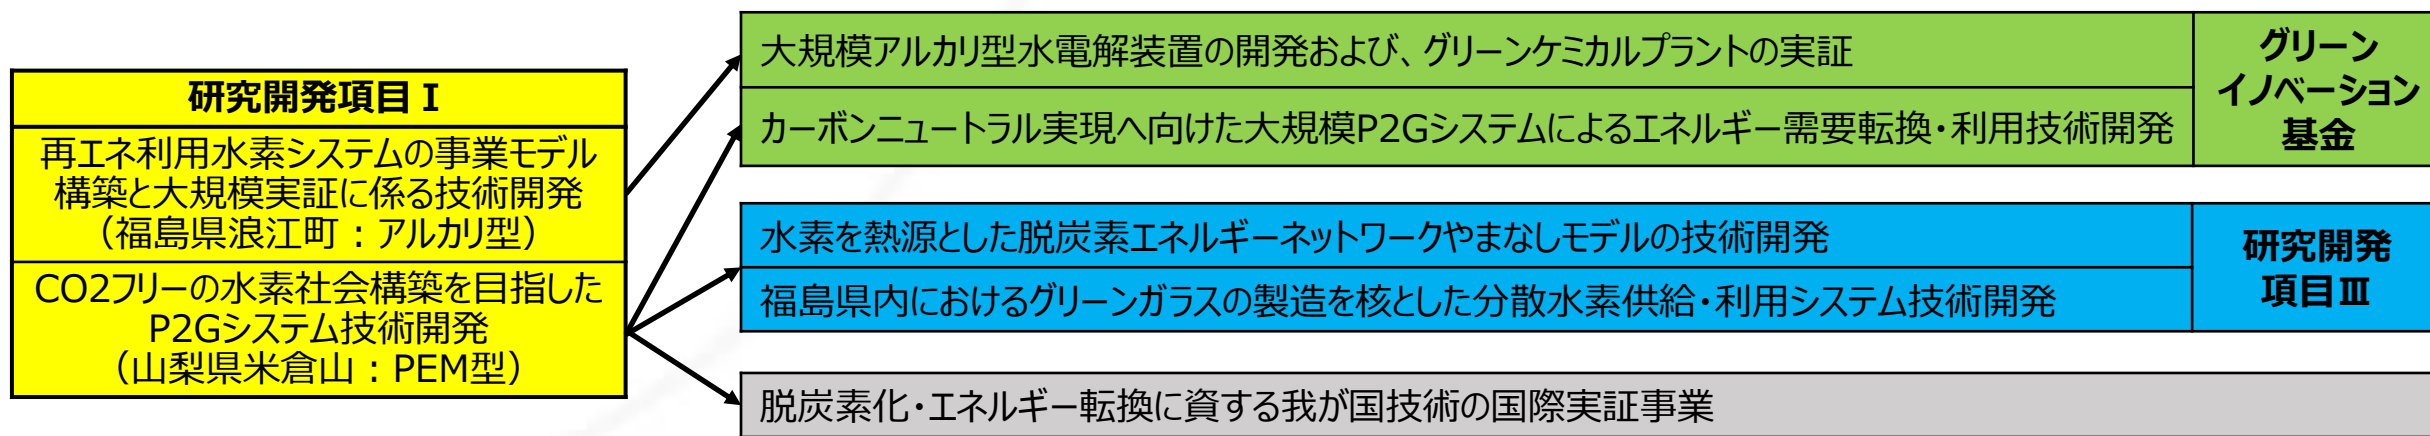 研究開発項目Ⅰ
再エネ利用水素システムの事業モデル
構築と大規模実証に係る技術開発
（福島県浪江町：アルカリ型）
CO2フリーの水素社会構築を目指した
P2Gシステム技術開発
（山梨県米倉山：PEM型）
大規模アルカリ型水電解装置の開発および、グリーンケミカルプラントの実証
カーボンニュートラル実現へ向けた大規模P2Gシステムによるエネルギー需要転換・利用技術開発
グリーン
イノベーション
基金
水素を熱源とした脱炭素エネルギーネットワークやまなしモデルの技術開発
福島県内におけるグリーンガラスの製造を核とした分散水素供給・利用システム技術開発
研究開発
項目Ⅲ
脱炭素化・エネルギー転換に資する我が国技術の国際実証事業